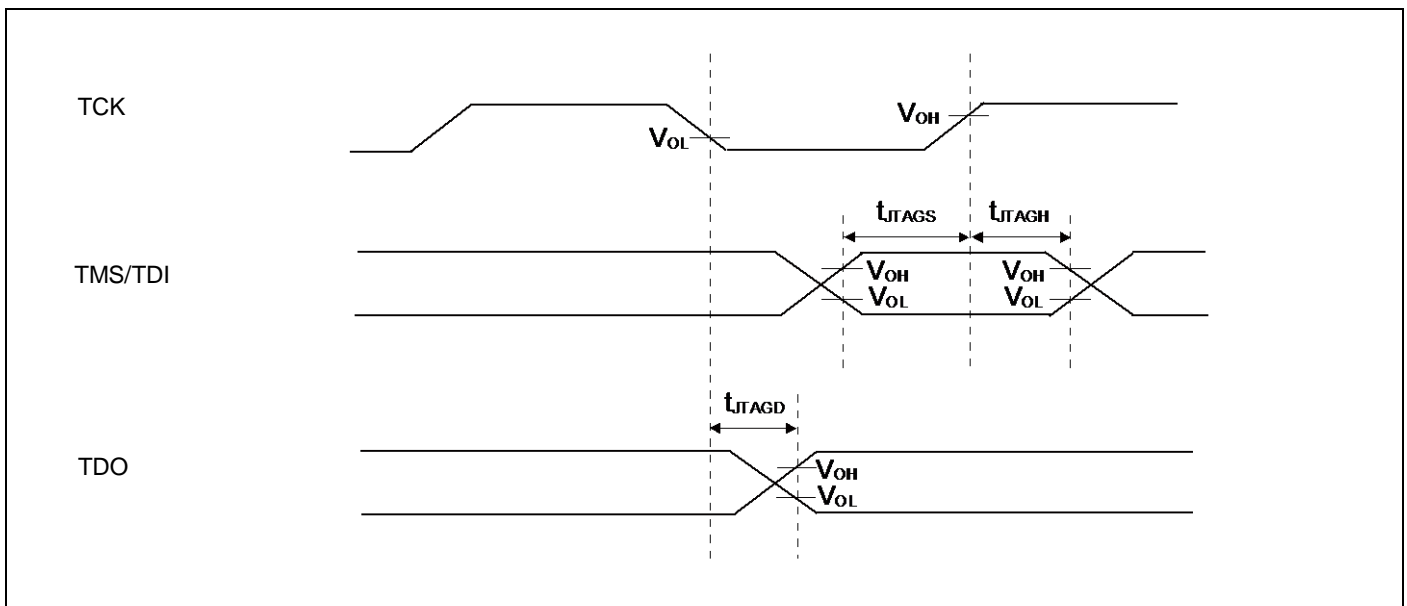 TCK
VOL
VOH
tJTAGS
tJTAGH
TMS/TDI
VOH
VOL
VOH
VOL
tJTAGD
TDO
VOH
VOL